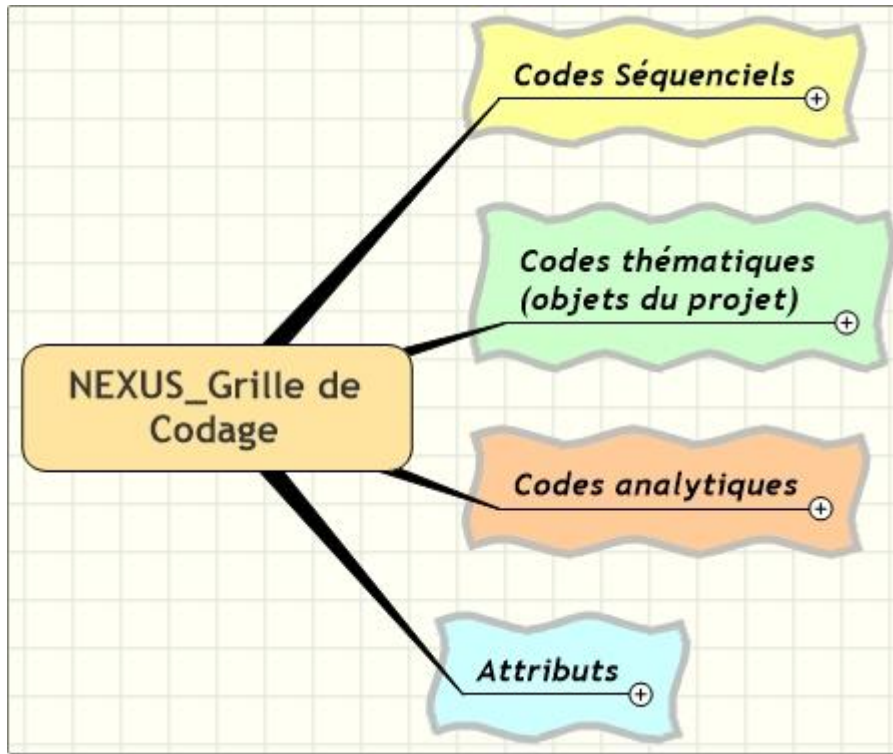 Codes Séquenciels
Codes thématiques
(objets du projet)
NEXUS_Grille de
Codage
Codes analytiques
Attributs